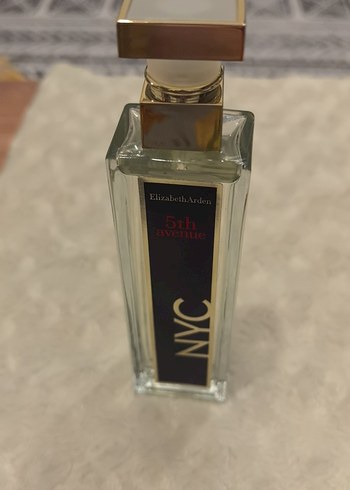 ElizabethArden
5th
avenue
NYC